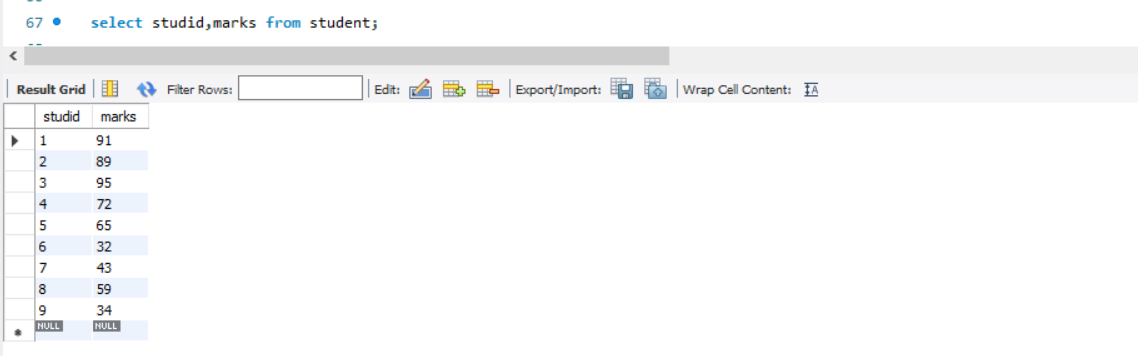 67 select studid,marks from student;
Result Grid Filter Rows: Edit: Export/Import: Wrap Cell Content:
studid marks
1 91
2 89
3 95
4 72
5 65
6 32
7 43
8 59
9 34
NULL NULL